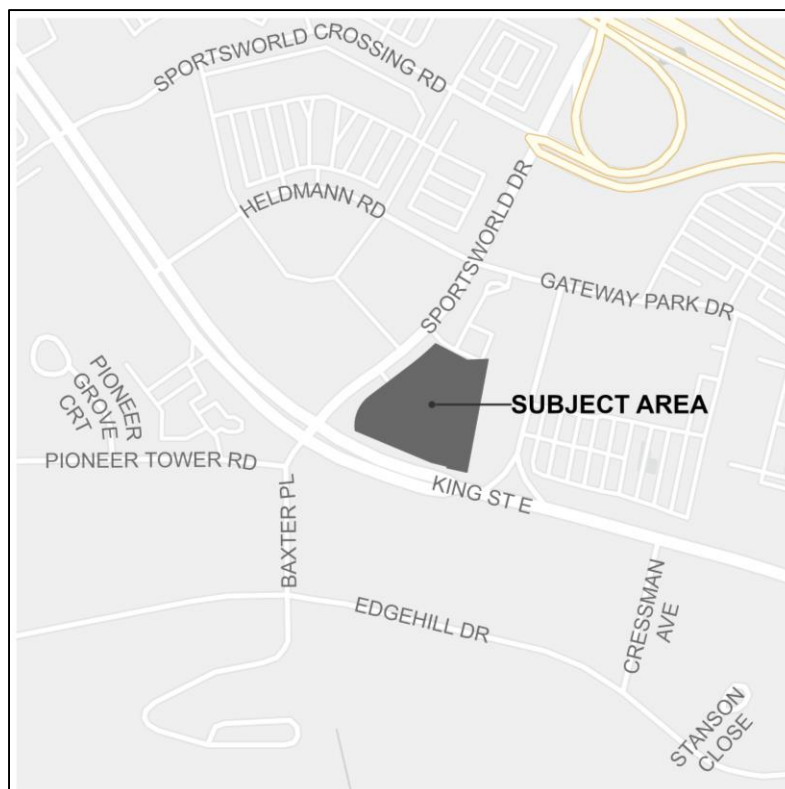 SPORTSWORLD CROSSING RD
HELDMANN RD
SPORTSWORLD DR
GATEWAY PARK DR
PIONEER
GROVE
CRT
SUBJECT AREA
PIONEER TOWER RD
KING ST E
BAXTER PL
EDGEHILL DR
CRESSMAN
AVE
STANSON
CLOSE